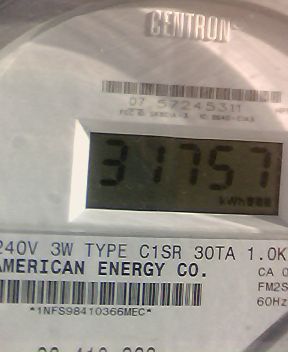 CENTRON
07 57245311
31757
kWh
240V 3W TYPE C1SR 30TA 1.0K
AMERICAN ENERGY CO.
CA 0
FM2S
*1NFS98410366MEC*
60Hz